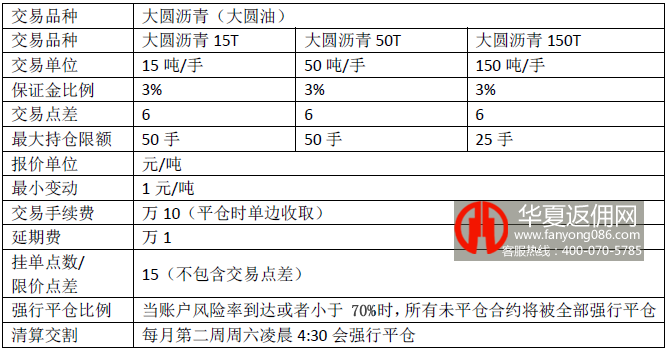 交易品种 大圆沥青（大圆油）
交易品种 大圆沥青 15T 大圆沥青 50T 大圆沥青 150T
交易单位 15 吨/手 50 吨/手 150 吨/手
保证金比例 3% 3% 3%
交易点差 6 6 6
最大持仓限额 50 手 50 手 25 手
报价单位 元/吨
最小变动 1 元/吨
交易手续费 万 10（平仓时单边收取）
延期费 万 1
挂单点数/
限价点差 15（不包含交易点差）
强行平仓比例 当账户风险率到达或者小于 70%时，所有未平仓合约将被全部强行平仓
清算交割 每月第二周周六凌晨 4:30 会强行平仓
华夏返佣网
www.fanyong086.com
客服热线：400-070-5785